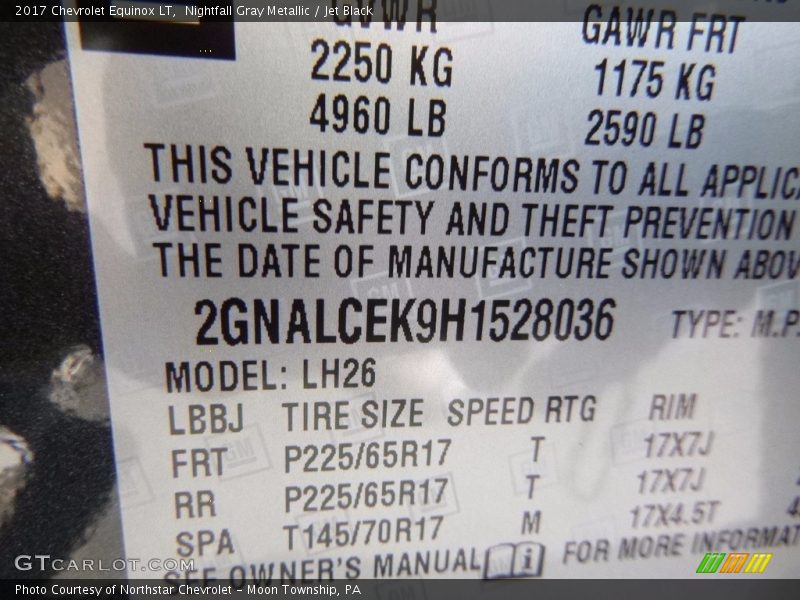 2017 Chevrolet Equinox LT, Nightfall Gray Metallic / Jet Black
GVWR GAWR FRT
2250 KG 1175 KG
4960 LB 2590 LB
THIS VEHICLE CONFORMS TO ALL APPLIC
VEHICLE SAFETY AND THEFT PREVENTION
THE DATE OF MANUFACTURE SHOWN ABOV
2GNALCEK9H1528036 TYPE: M.P.
MODEL: LH26
LBBJ TIRE SIZE SPEED RTG RIM
FRT P225/65R17 T 17X7J
RR P225/65R17 T 17X7J
SPA T145/70R17 M 17X4.5T
SEE OWNER'S MANUAL i FOR MORE INFORMAT
GTCARLOT.COM
Photo Courtesy of Northstar Chevrolet - Moon Township, PA